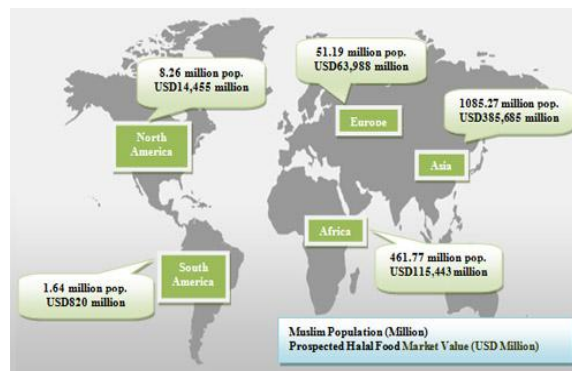 8.26 million pop.
USD14,455 million
51.19 million pop.
USD63,988 million
1085.27 million pop.
USD385,685 million
North
America
Europe
Asia
Africa
461.77 million pop.
USD115,443 million
South
America
1.64 million pop.
USD820 million
Muslim Population (Million)
Prospected Halal Food Market Value (USD Million)